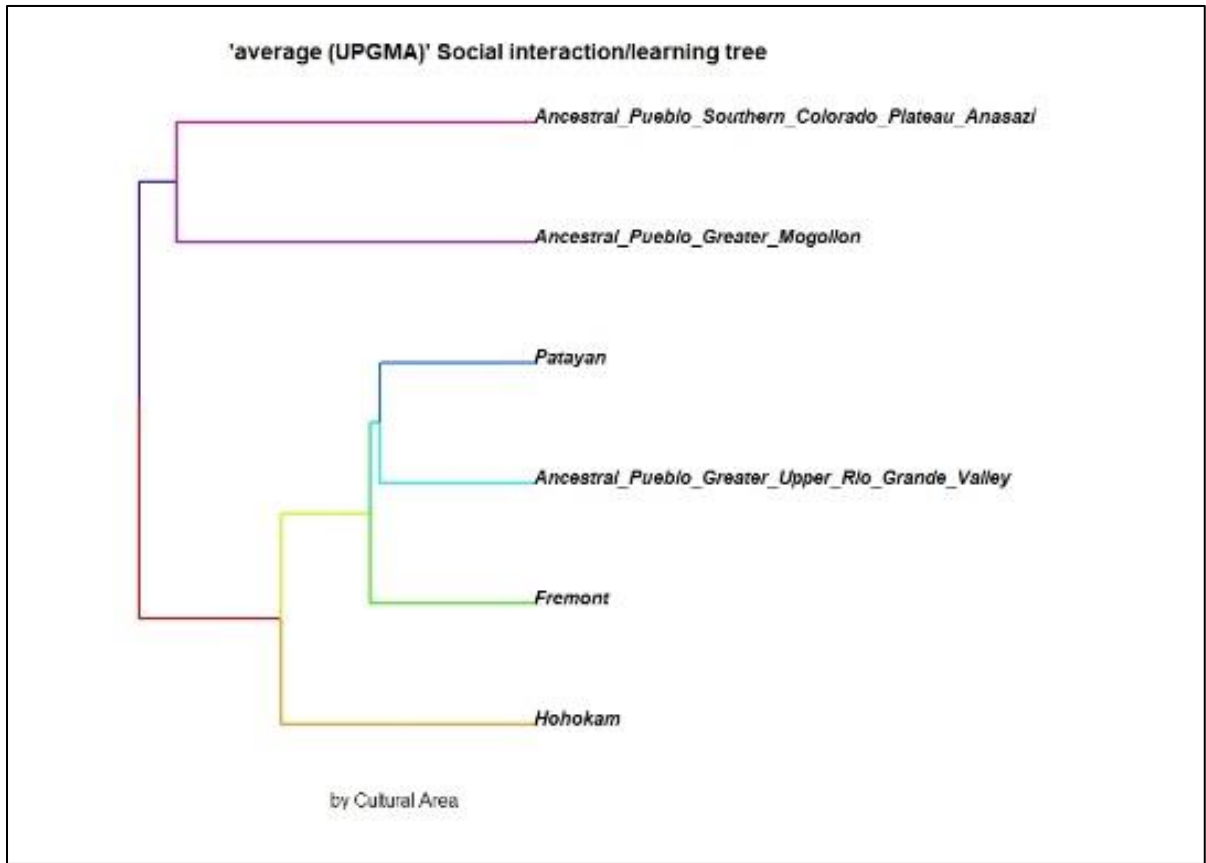 'average (UPGMA)' Social interaction/learning tree
Ancestral_Pueblo_Southern_Colorado_Plateau_Anasazi
Ancestral_Pueblo_Greater_Mogollon
Patayan
Ancestral_Pueblo_Greater_Upper_Rio_Grande_Valley
Fremont
Hohokam
by Cultural Area